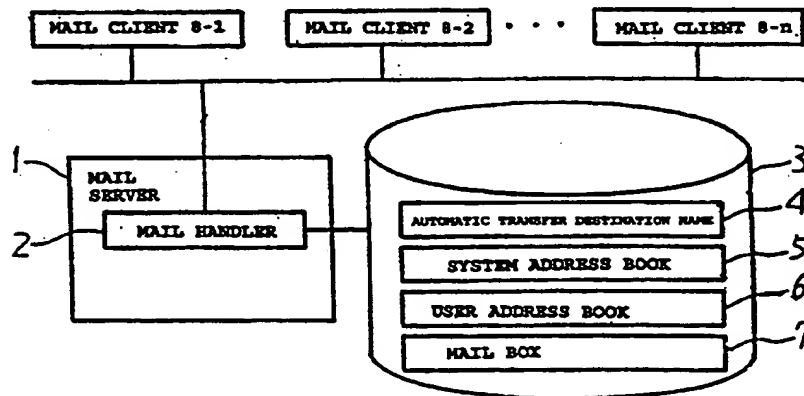 MAIL CLIENT 8-1
MAIL CLIENT 8-2
• • •
MAIL CLIENT 8-n
1
MAIL
SERVER
2
MAIL HANDLER
3
4
AUTOMATIC TRANSFER DESTINATION NAME
5
SYSTEM ADDRESS BOOK
6
USER ADDRESS BOOK
7
MAIL BOX